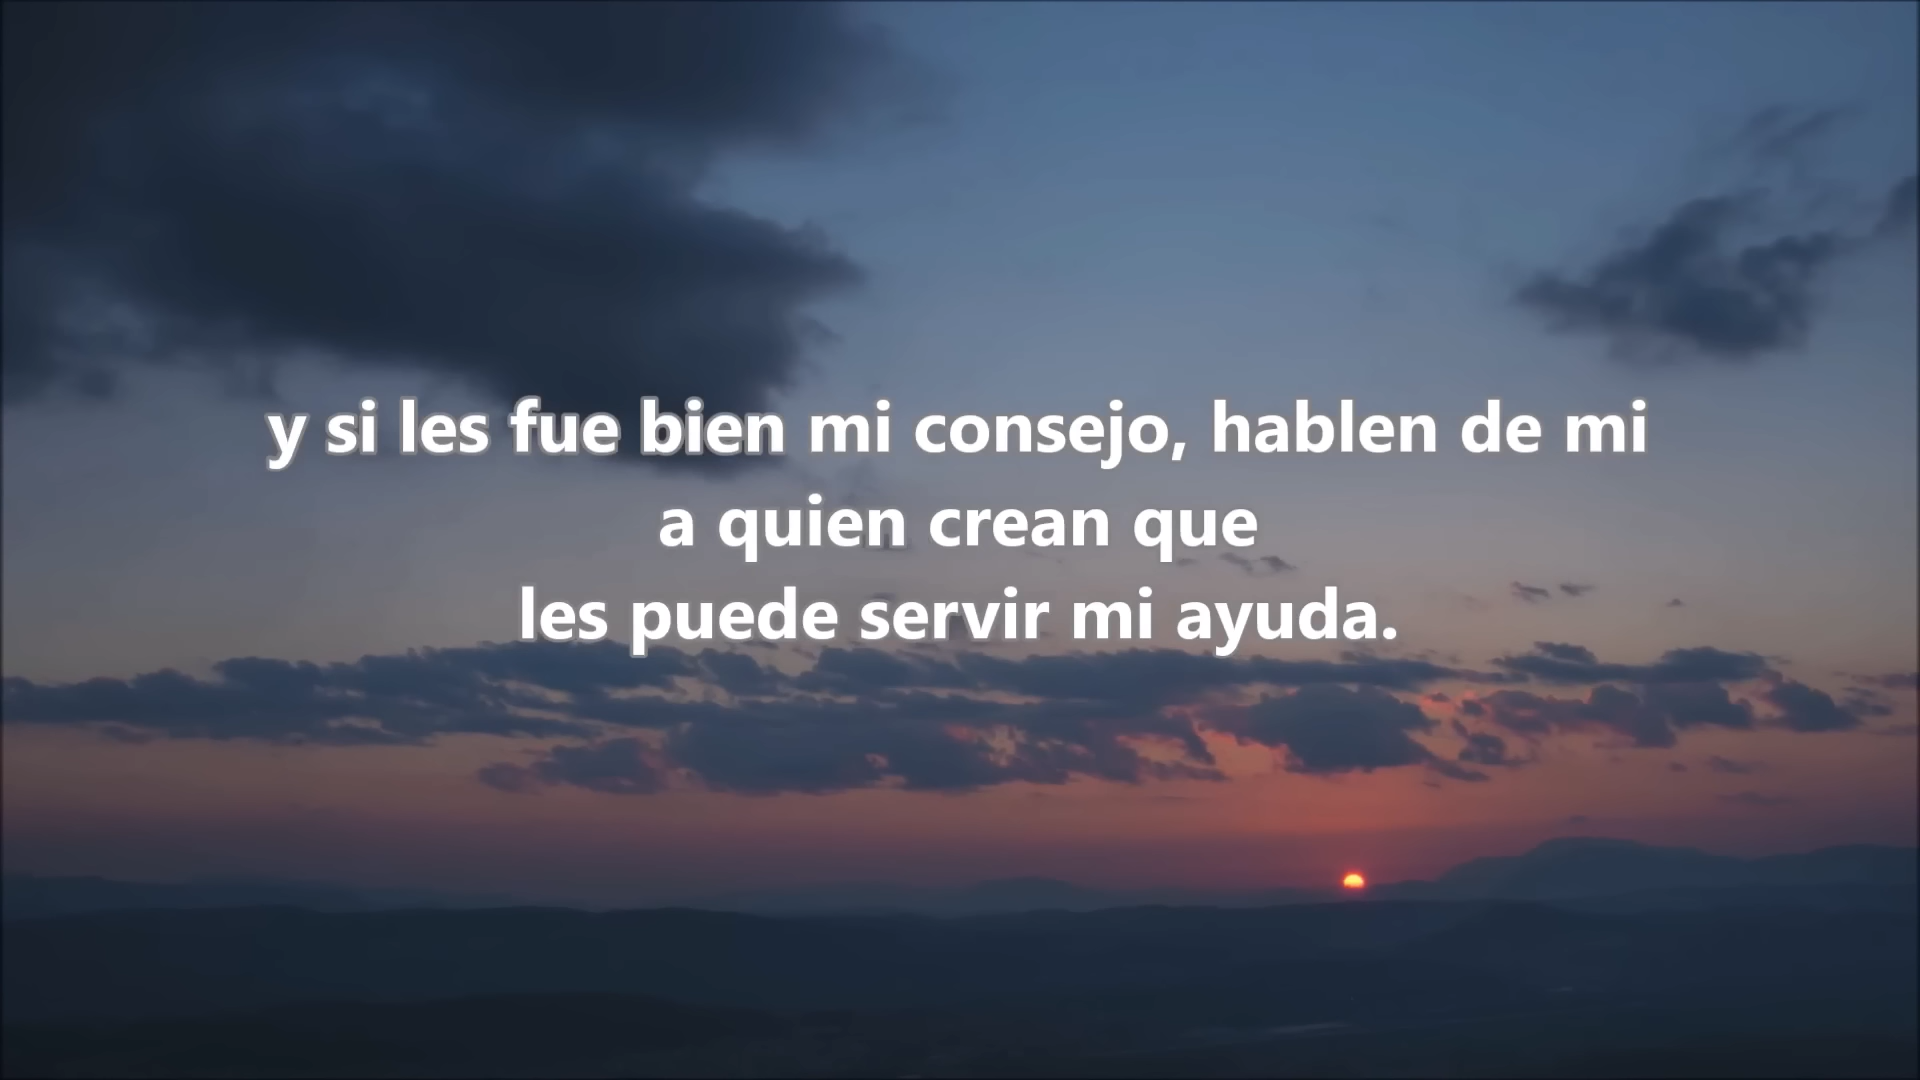 y si les fue bien mi consejo, hablen de mi
a quien crean que
les puede servir mi ayuda.